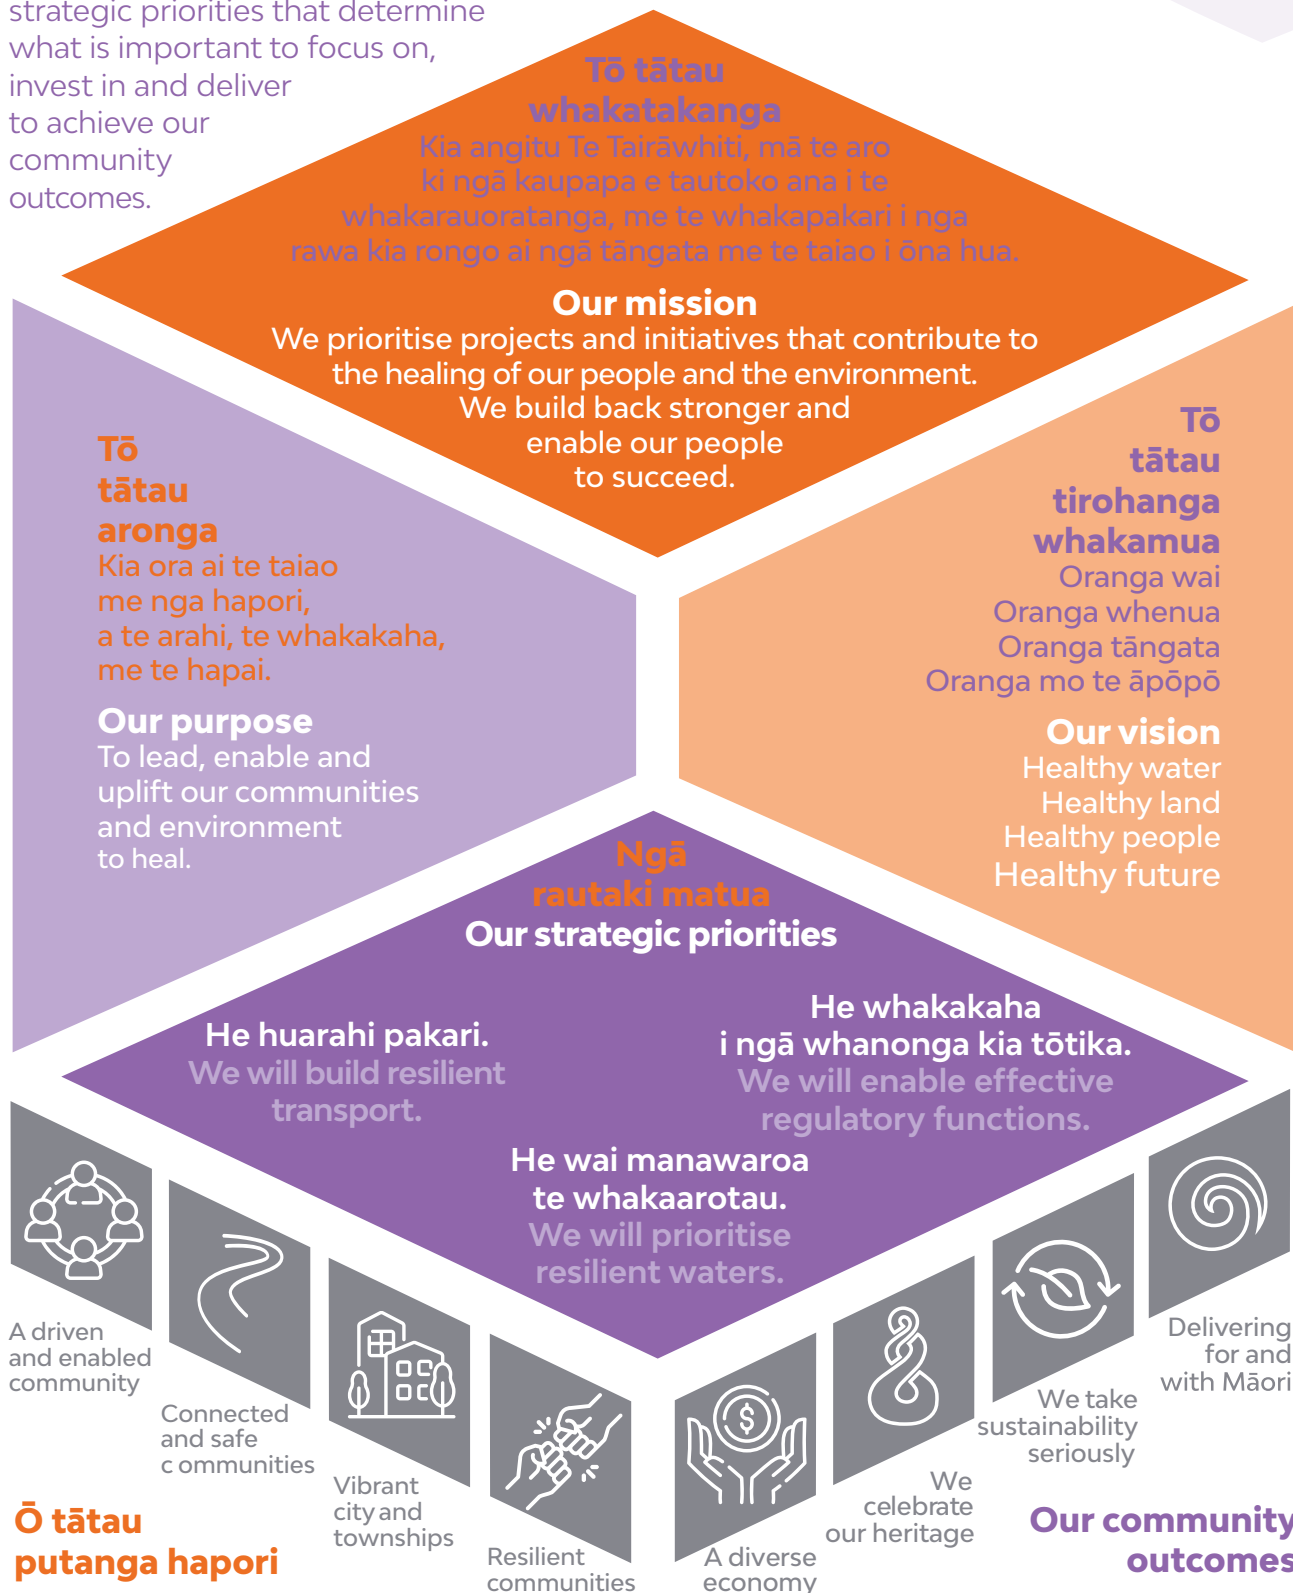 strategic priorities that determine
what is important to focus on,
invest in and deliver
to achieve our
community
outcomes.
Tō tātau
whakatakanga
Kia angitu Te Tairāwhiti, mā te aro
ki ngā kaupapa e tautoko ana i te
whakarauoratanga, me te whakapakari i nga
rawa kia rongo ai ngā tāngata me te taiao i ōna hua.
Our mission
We prioritise projects and initiatives that contribute to
the healing of our people and the environment.
We build back stronger and
enable our people
to succeed.
Tō
tātau
aronga
Kia ora ai te taiao
me nga hapori,
a te arahi, te whakakaha,
me te hapai.
Our purpose
To lead, enable and
uplift our communities
and environment
to heal.
Tō
tātau
tirohanga
whakamua
Oranga wai
Oranga whenua
Oranga tāngata
Oranga mo te āpōpō
Our vision
Healthy water
Healthy land
Healthy people
Healthy future
Ngā
rautaki matua
Our strategic priorities
He huarahi pakari.
We will build resilient
transport.
He whakakaha
i ngā whanonga kia tōtika.
We will enable effective
regulatory functions.
He wai manawaroa
te whakaarotau.
We will prioritise
resilient waters.
A driven
and enabled
community
Connected
and safe
c ommunities
Vibrant
city and
townships
Resilient
communities
$
A diverse
economy
We
celebrate
our heritage
We take
sustainability
seriously
Delivering
for and
with Māori
Ō tātau
putanga hapori
Our community
outcomes